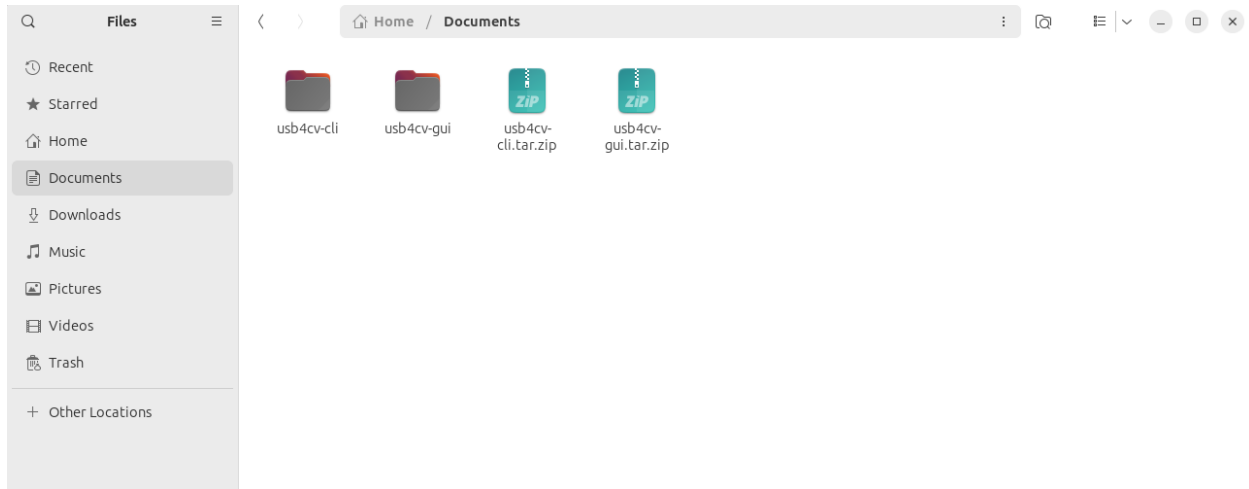 Files
Home / Documents
Recent
Starred
Home
Documents
Downloads
Music
Pictures
Videos
Trash
Other Locations
usb4cv-cli
usb4cv-gui
ZiP
usb4cv-
cli.tar.zip
ZiP
usb4cv-
gui.tar.zip